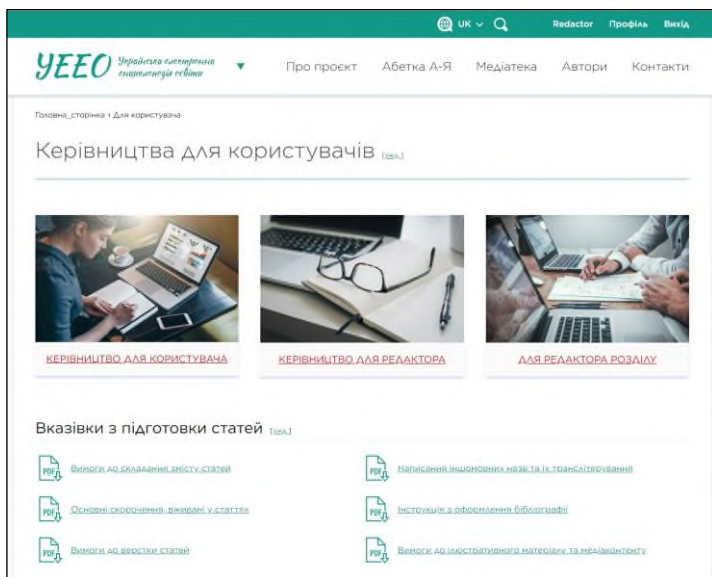 UK
Redactor Профіль Вихід
УЕЕО Українська електронна
енциклопедія освіти
Про проєкт Абетка А-Я Медіатека Автори Контакти
Головна_сторінка › Для користувача
Керівництва для користувачів [ред.]
КЕРІВНИЦТВО ДЛЯ КОРИСТУВАЧА
КЕРІВНИЦТВО ДЛЯ РЕДАКТОРА
ДЛЯ РЕДАКТОРА РОЗДІЛУ
Вказівки з підготовки статей [ред.]
PDF Вимоги до складання змісту статей
PDF Написання іншомовних назв та їх транслітерування
PDF Основні скорочення, вживані у статтях
PDF Інструкція з оформлення бібліографії
PDF Вимоги до верстки статей
PDF Вимоги до ілюстративного матеріалу та медіаконтенту